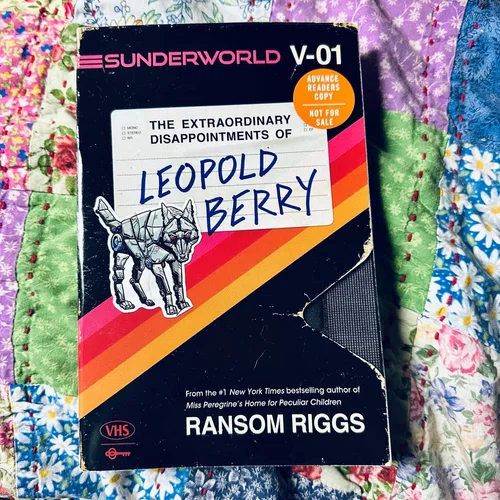 SUNDERWORLD V-01
ADVANCE
READERS
COPY
NOT FOR
SALE
THE EXTRAORDINARY
DISAPPOINTMENTS OF
LEOPOLD
BERRY
From the #1 New York Times bestselling author of
Miss Peregrine's Home for Peculiar Children
RANSOM RIGGS
VHS